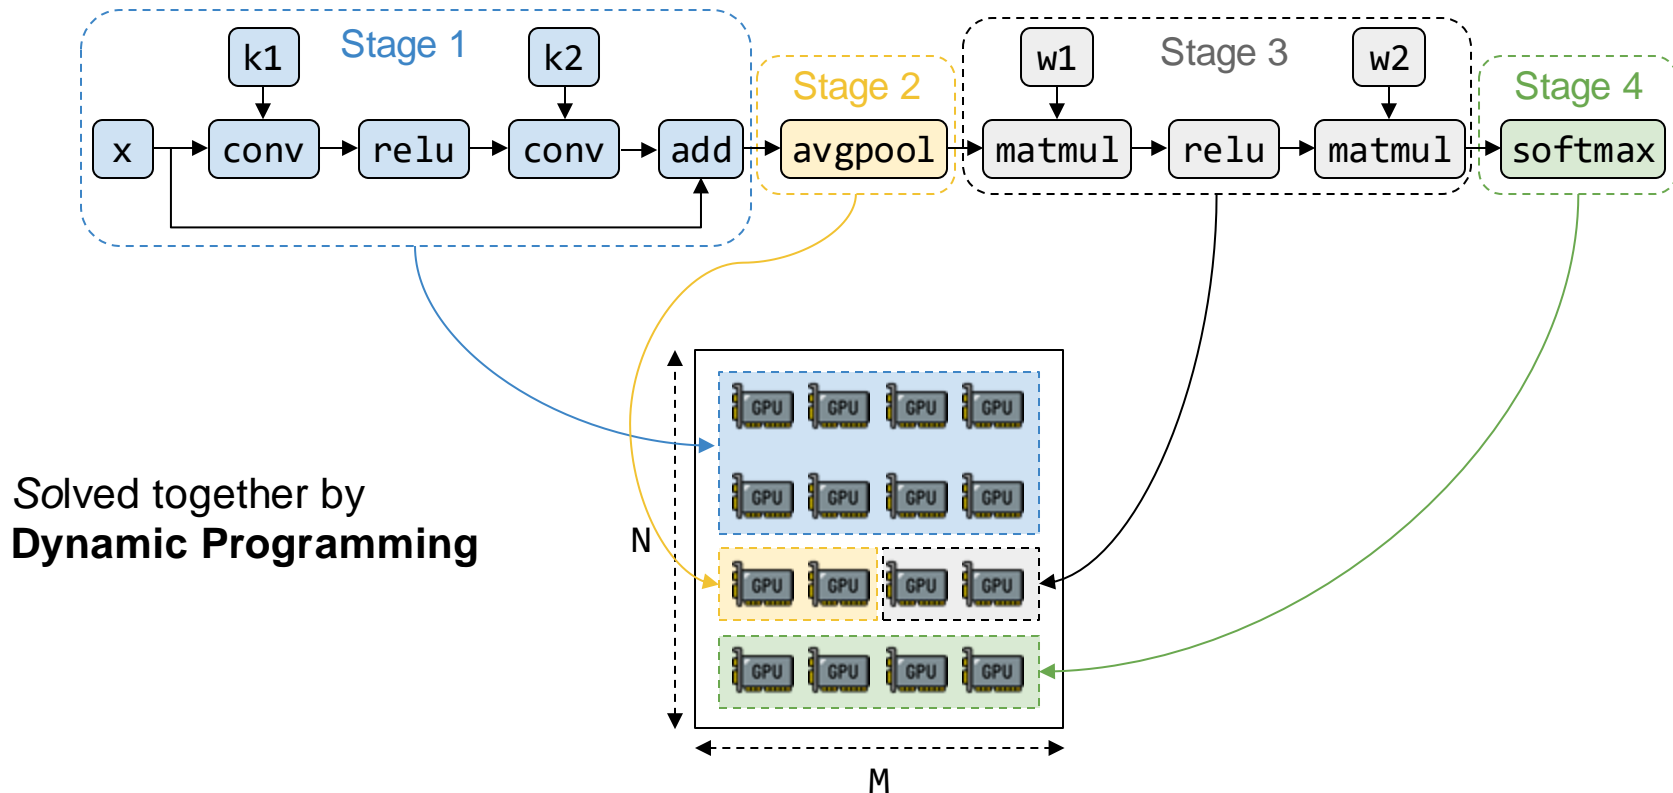 Stage 1
k1
k2
Stage 2
Stage 3
w1
w2
Stage 4
x
conv
relu
conv
add
avgpool
matmul
relu
matmul
softmax
GPU GPU GPU GPU
GPU GPU GPU GPU
GPU GPU GPU GPU
GPU GPU GPU GPU
Solved together by
Dynamic Programming
N
M